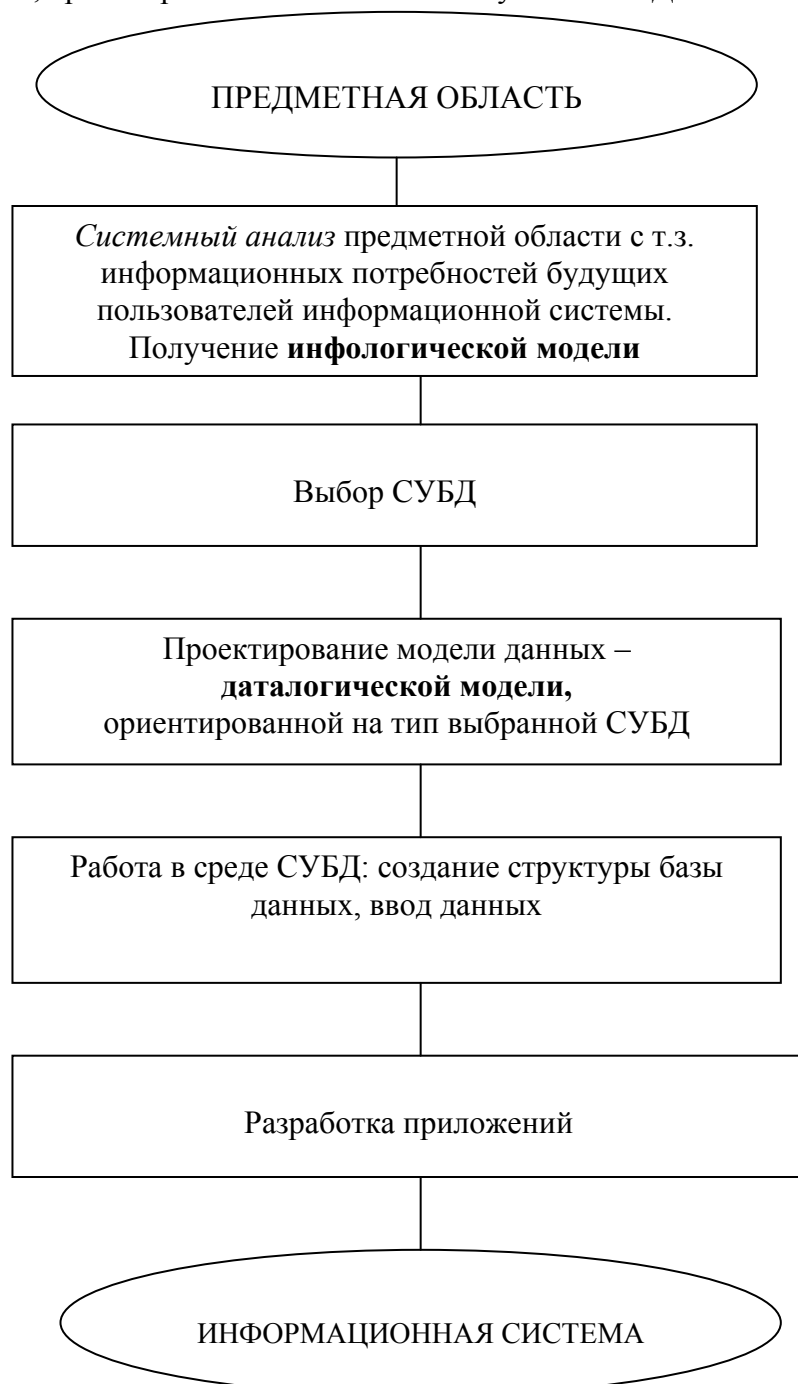 ПРЕДМЕТНАЯ ОБЛАСТЬ
Системный анализ предметной области с т.з.
информационных потребностей будущих
пользователей информационной системы.
Получение инфологической модели
Выбор СУБД
Проектирование модели данных –
даталогической модели,
ориентированной на тип выбранной СУБД
Работа в среде СУБД: создание структуры базы
данных, ввод данных
Разработка приложений
ИНФОРМАЦИОННАЯ СИСТЕМА